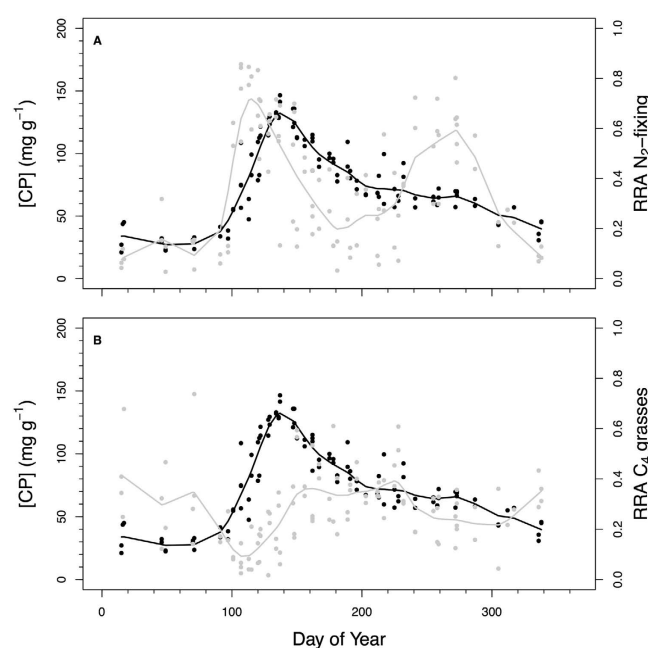 A
[CP] (mg g⁻¹)
0 50 100 150 200
RRA N₂−fixing
0.0 0.2 0.4 0.6 0.8 1.0
B
[CP] (mg g⁻¹)
0 50 100 150 200
RRA C₄ grasses
0.0 0.2 0.4 0.6 0.8 1.0
0 100 200 300
Day of Year